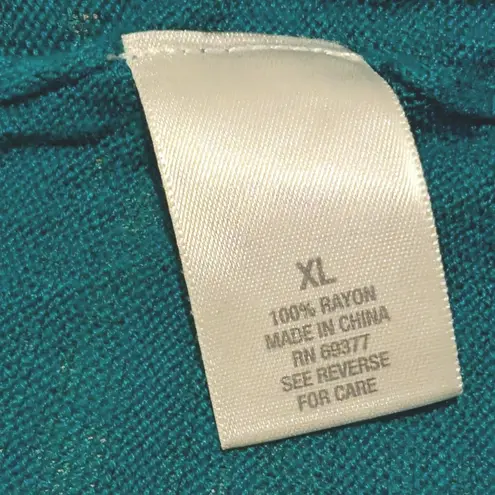 XL
100% RAYON
MADE IN CHINA
RN 69377
SEE REVERSE
FOR CARE